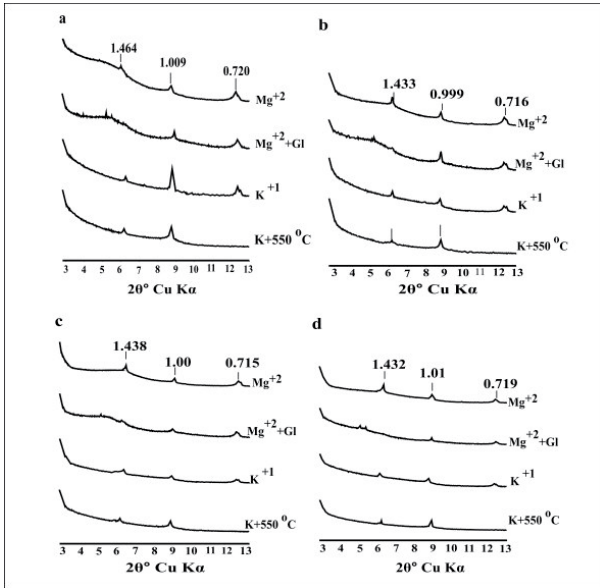 a
1.464
1.009
0.720
Mg+2
Mg+2+Gl
K+1
K+550 °C
3 4 5 6 7 8 9 10 11 12 13
2θ° Cu Kα
b
1.433
0.999
0.716
Mg+2
Mg+2+Gl
K+1
K+550 °C
3 4 5 6 7 8 9 10 11 12 13
2θ° Cu Kα
c
1.438
1.00
0.715
Mg+2
Mg+2+Gl
K+1
K+550 °C
3 4 5 6 7 8 9 10 11 12 13
2θ° Cu Kα
d
1.432
1.01
0.719
Mg+2
Mg+2+Gl
K+1
K+550 °C
3 4 5 6 7 8 9 10 11 12 13
2θ° Cu Kα